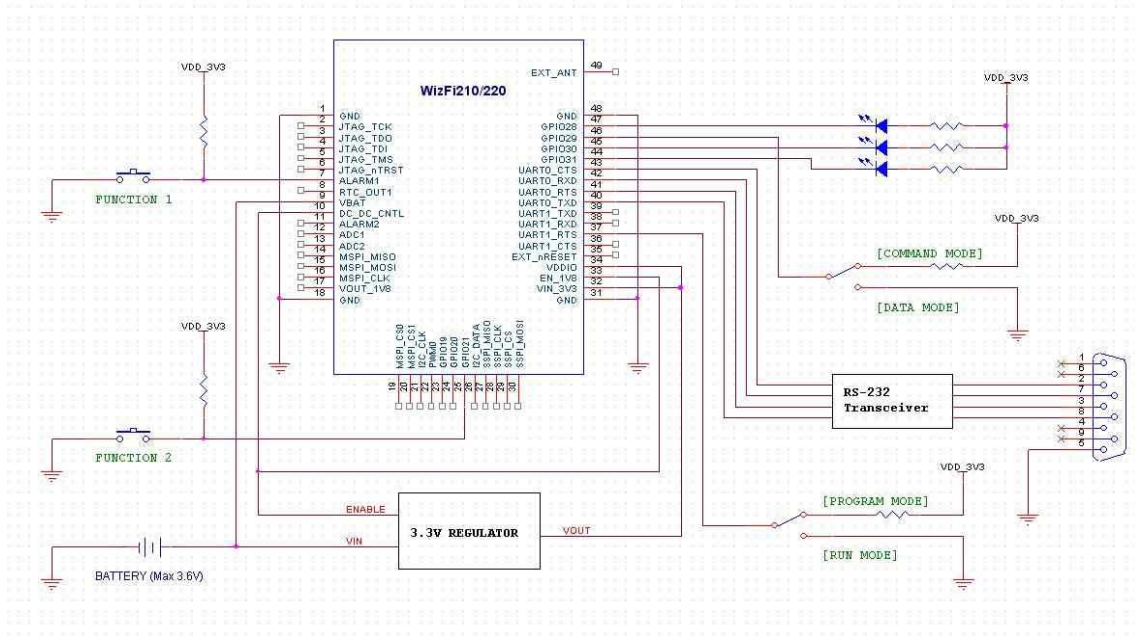 VDD_3V3
FUNCTION 1
WizFi210/220
1 GND
2 JTAG_TCK
3 JTAG_TDO
4 JTAG_TDI
5 JTAG_TMS
6 JTAG_nTRST
7 ALARM1
8 RTC_OUT1
9 VBAT
10 DC_DC_CNTL
11 ALARM2
12 ADC1
13 ADC2
14 MSPI_MISO
15 MSPI_MOSI
16 MSPI_CLK
17 VOUT_1V8
18 GND
EXT_ANT 49
GND 48
GPIO28 47
GPIO29 46
GPIO30 45
GPIO31 44
UART0_CTS 43
UART0_RXD 42
UART0_RTS 41
UART0_TXD 40
UART1_TXD 39
UART1_RXD 38
UART1_RTS 37
UART1_CTS 36
EXT_nRESET 35
VDDIO 34
EN_1V8 33
VIN_3V3 32
GND 31
MSPI_CS0 19
MSPI_CS1 20
I2C_CLK 21
PWM0 22
GPIO19 23
GPIO20 24
GPIO21 25
I2C_DATA 26
SSPI_MISO 27
SSPI_CLK 28
SSPI_CS 29
SSPI_MOSI 30
VDD_3V3
VDD_3V3
[COMMAND MODE]
[DATA MODE]
RS-232
Transceiver
1
6
2
7
3
8
4
9
5
VDD_3V3
FUNCTION 2
VDD_3V3
[PROGRAM MODE]
[RUN MODE]
ENABLE
VIN
3.3V REGULATOR
VOUT
BATTERY (Max 3.6V)